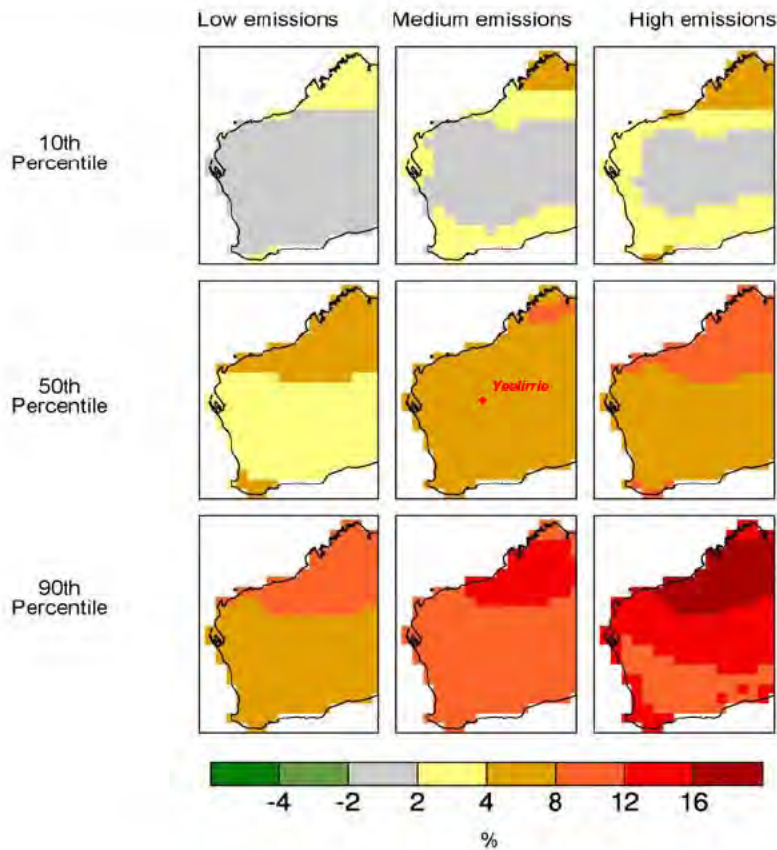 Low emissions Medium emissions High emissions
10th
Percentile
50th
Percentile
Yeelirrie
90th
Percentile
-4 -2 2 4 8 12 16
%